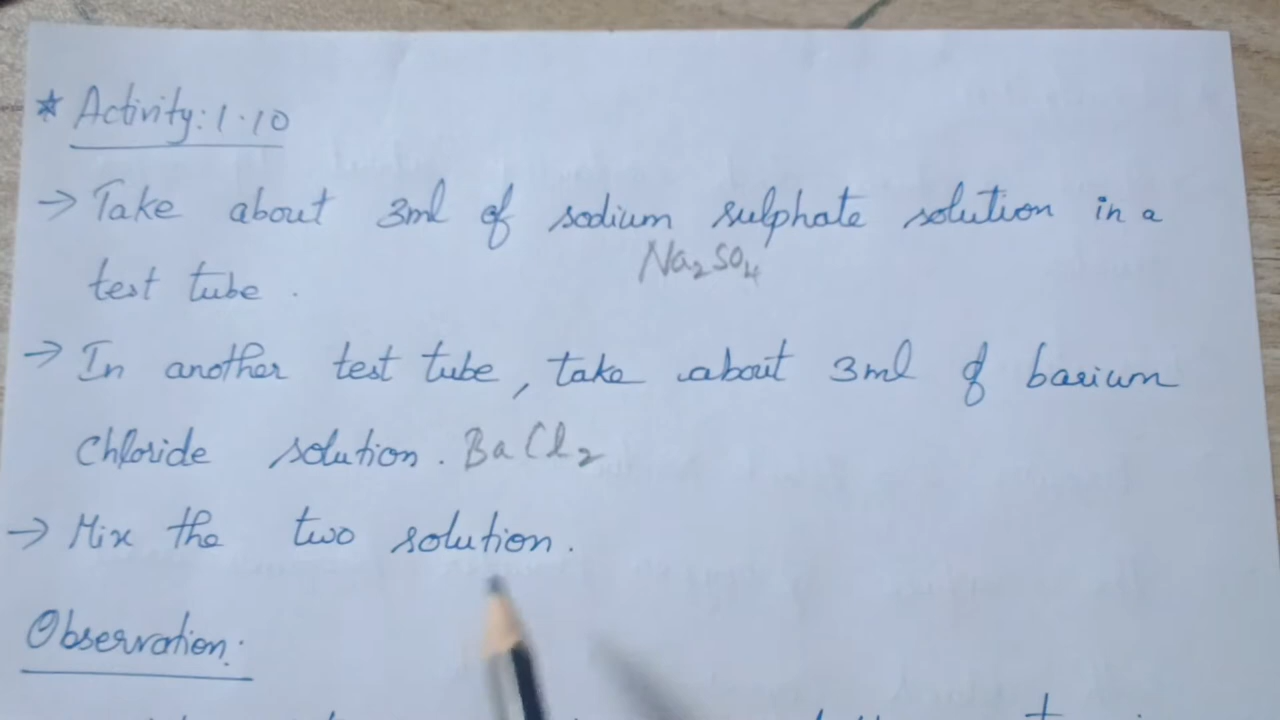 * Activity: 1.10
→ Take about 3ml of sodium sulphate solution in a
Na₂SO₄
test tube.
→ In another test tube, take about 3ml of barium
chloride solution. BaCl₂
→ Mix the two solution.
Observation: